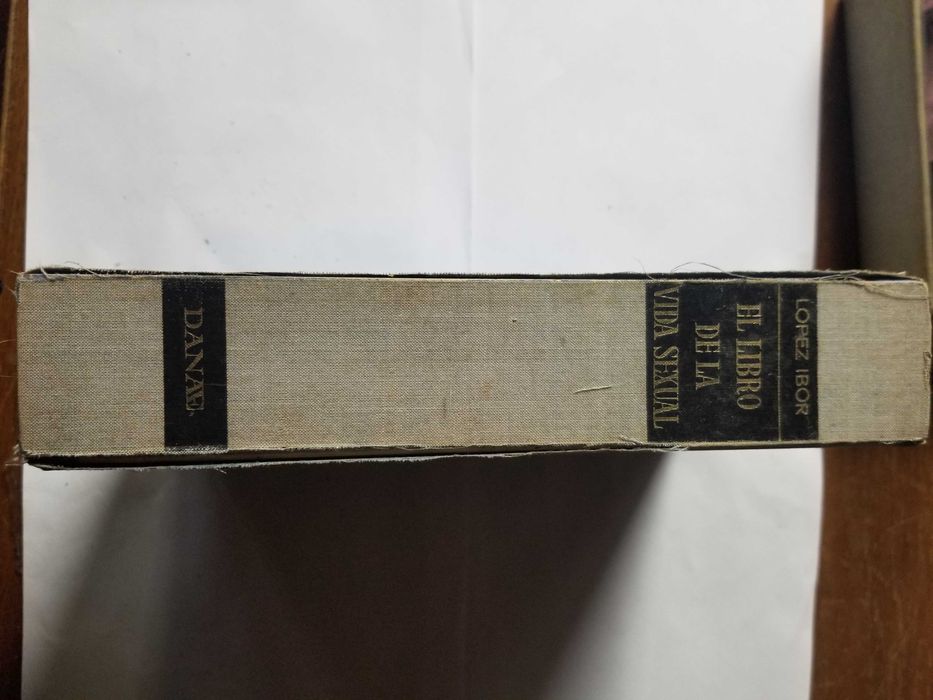 LOPEZ IBOR
EL LIBRO
DE LA
VIDA SEXUAL
DANAE